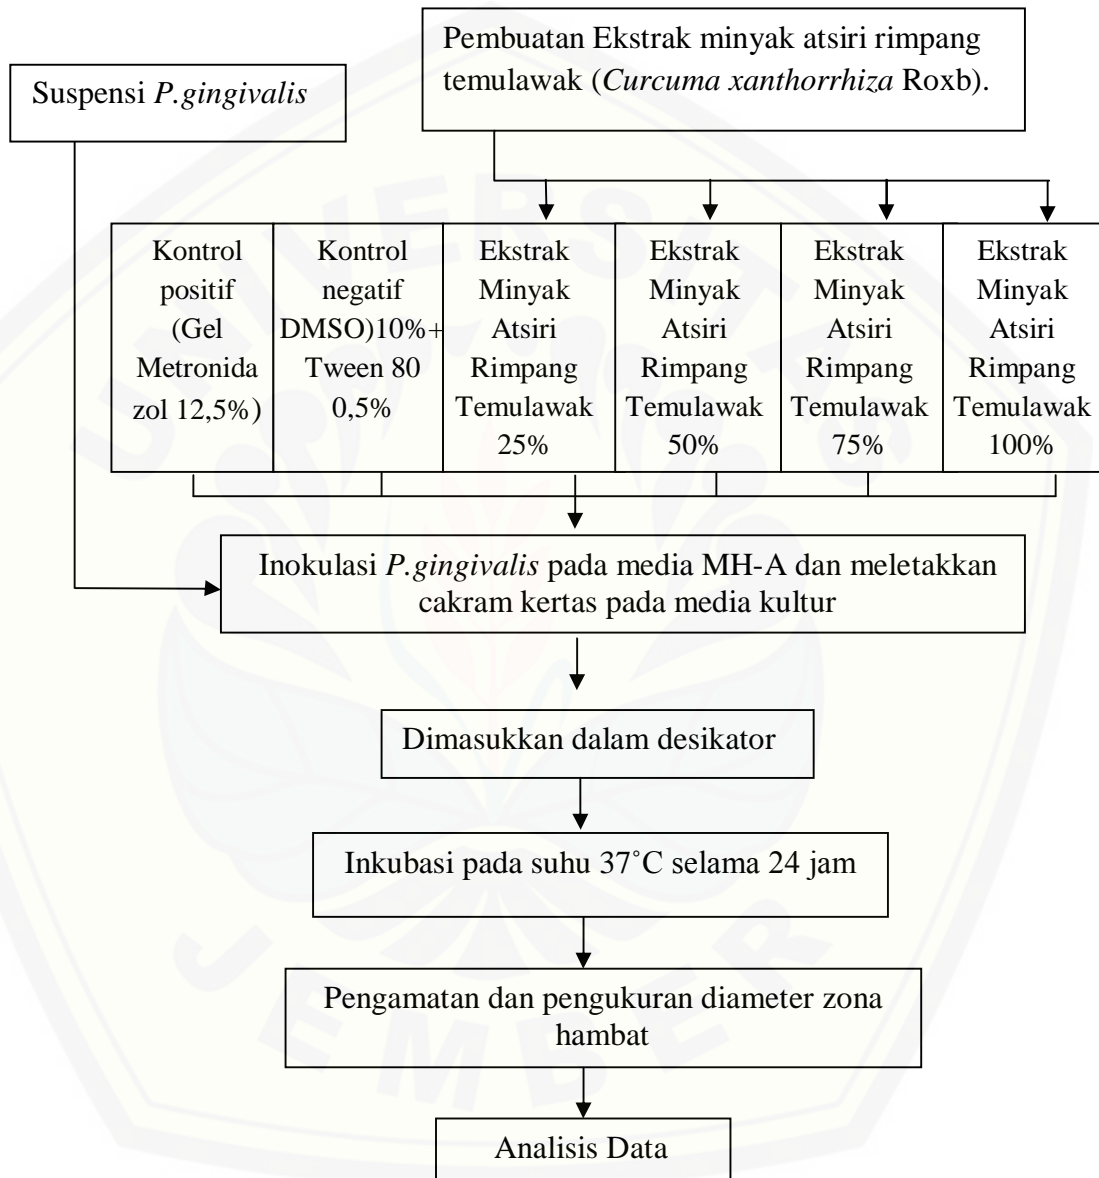 Pembuatan Ekstrak minyak atsiri rimpang
temulawak (Curcuma xanthorrhiza Roxb).
Suspensi P.gingivalis
Kontrol
positif
(Gel
Metronida
zol 12,5%)
Kontrol
negatif
DMSO)10%+
Tween 80
0,5%
Ekstrak
Minyak
Atsiri
Rimpang
Temulawak
25%
Ekstrak
Minyak
Atsiri
Rimpang
Temulawak
50%
Ekstrak
Minyak
Atsiri
Rimpang
Temulawak
75%
Ekstrak
Minyak
Atsiri
Rimpang
Temulawak
100%
Inokulasi P.gingivalis pada media MH-A dan meletakkan
cakram kertas pada media kultur
Dimasukkan dalam desikator
Inkubasi pada suhu 37˚C selama 24 jam
Pengamatan dan pengukuran diameter zona
hambat
Analisis Data
UNIVERSITAS
JEMBER